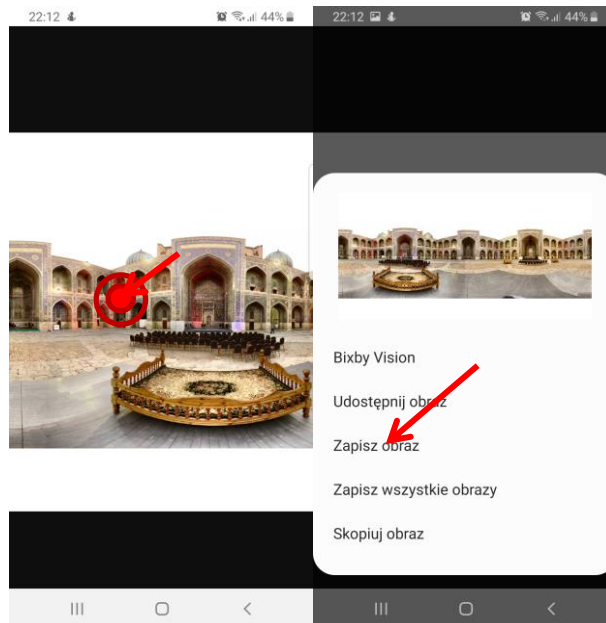 22:12
44%
22:12
44%
Bixby Vision
Udostępnij obraz
Zapisz obraz
Zapisz wszystkie obrazy
Skopiuj obraz